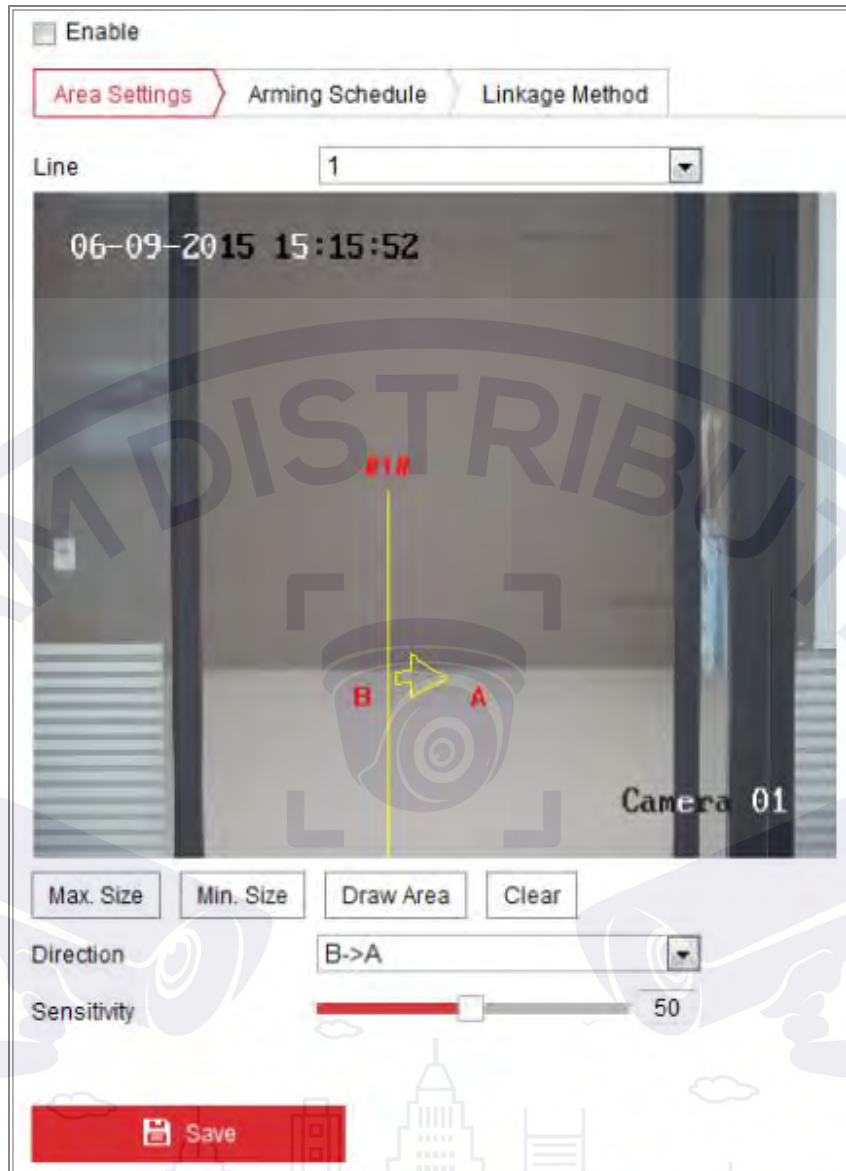 Enable
Area Settings Arming Schedule Linkage Method
Line 1
06-09-2015 15:15:52
#1#
B A
Camera 01
Max. Size Min. Size Draw Area Clear
Direction B->A
Sensitivity 50
Save
M DISTRIBU